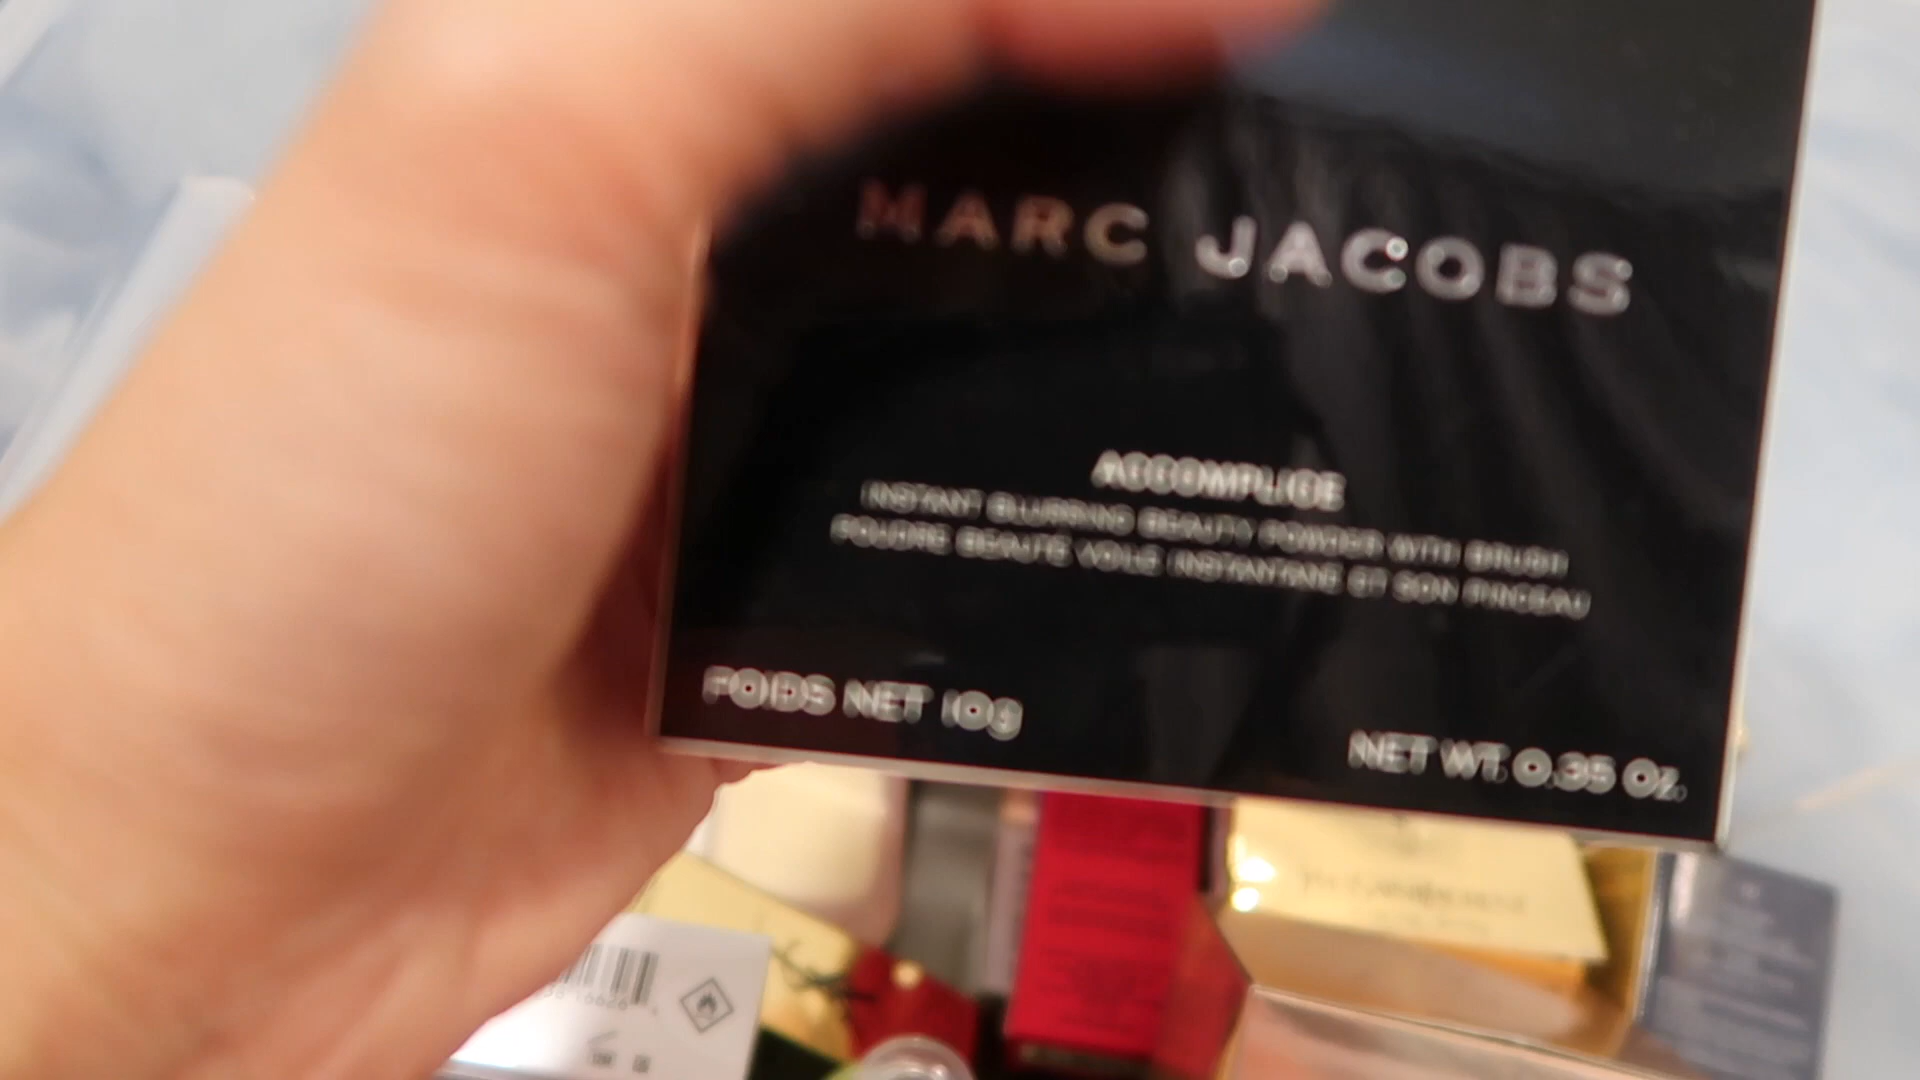 MARC JACOBS
ACCOMPLICE
INSTANT BLURRING BEAUTY POWDER WITH BRUSH
POUDRE BEAUTÉ VOILE INSTANTANÉ ET SON PINCEAU
POIDS NET 10g
NET WT. 0.35 OZ.